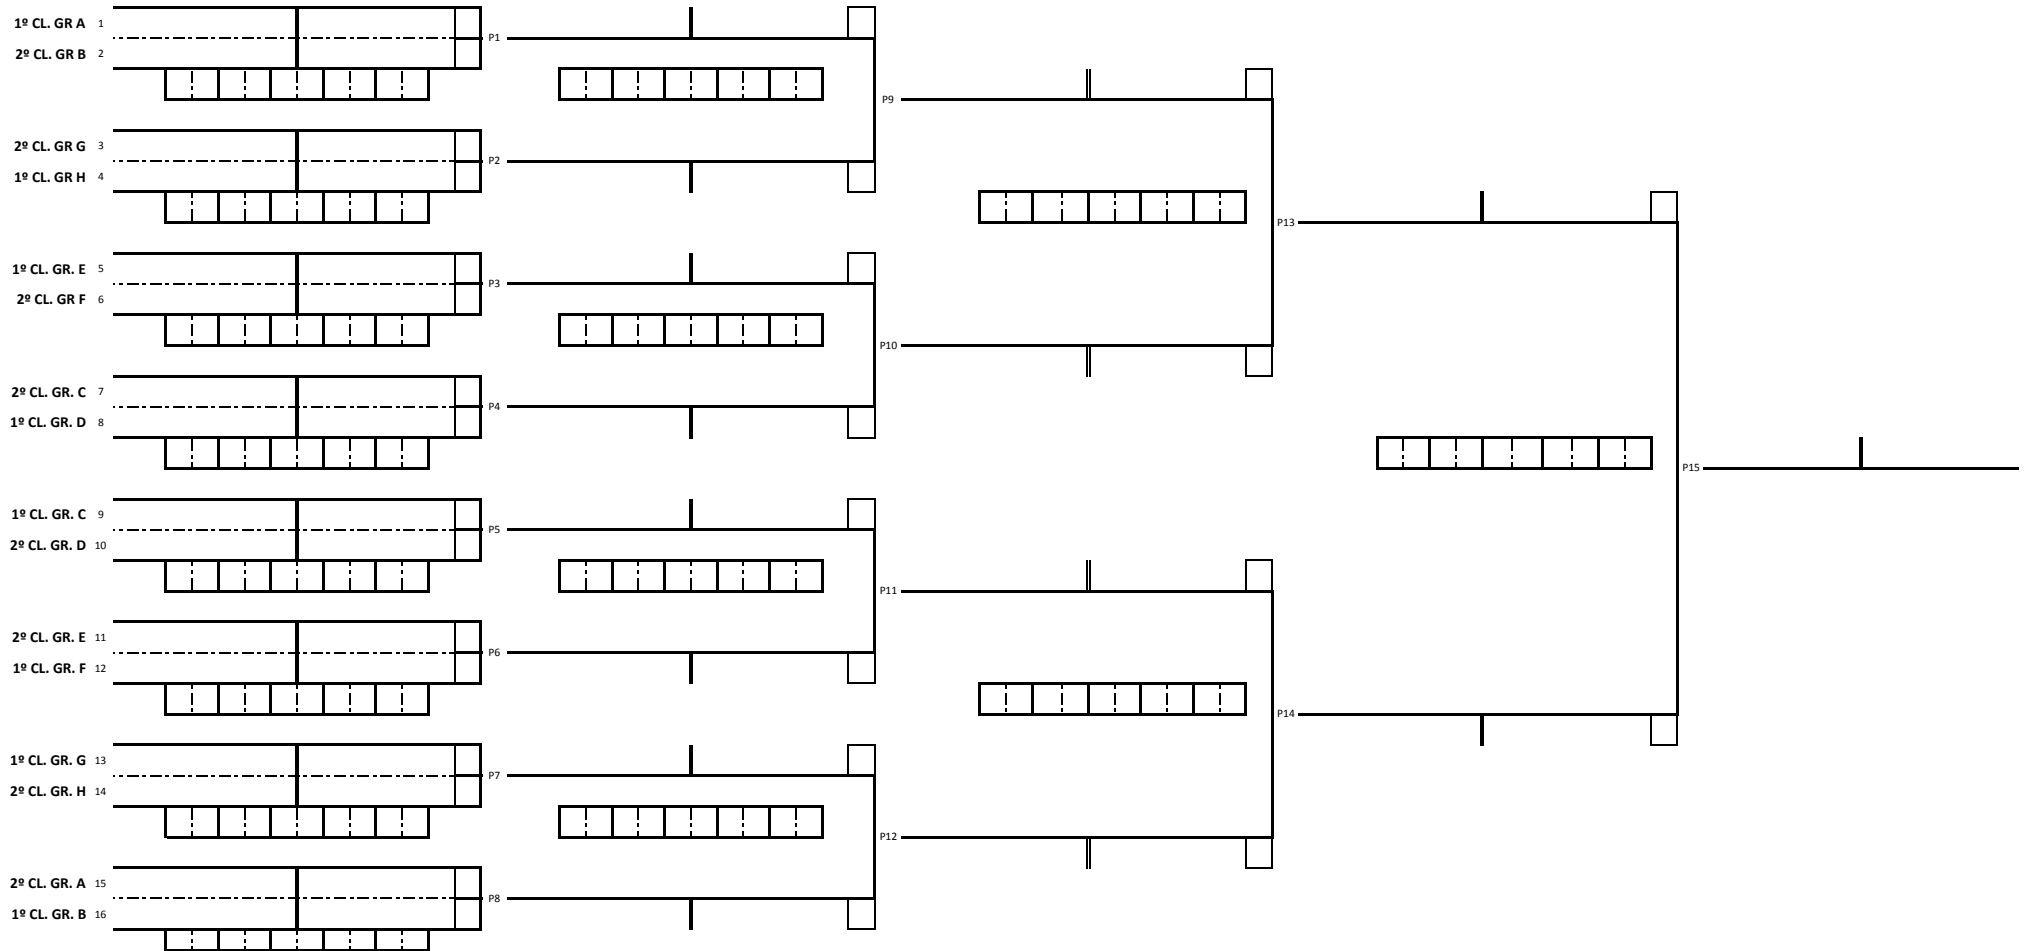 1º CL. GR A 1
P1
2º CL. GR B 2
P9
2º CL. GR G 3
P2
1º CL. GR H 4
P13
1º CL. GR. E 5
P3
2º CL. GR F 6
P10
2º CL. GR. C 7
P4
1º CL. GR. D 8
P15
1º CL. GR. C 9
P5
2º CL. GR. D 10
P11
2º CL. GR. E 11
P6
1º CL. GR. F 12
P14
1º CL. GR. G 13
P7
2º CL. GR. H 14
P12
2º CL. GR. A 15
P8
1º CL. GR. B 16